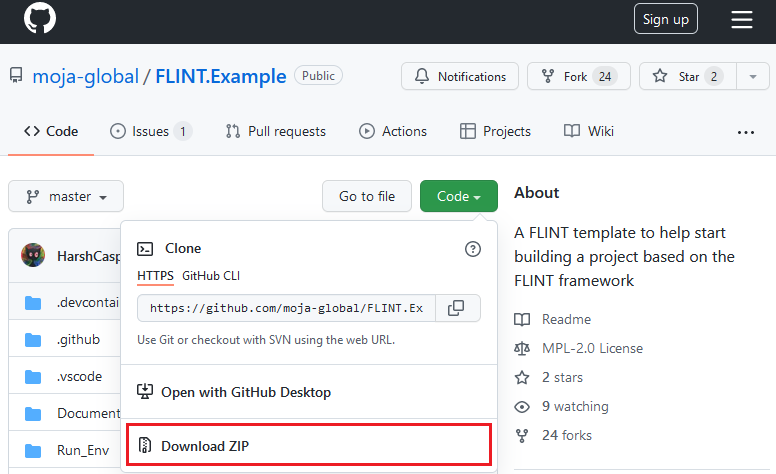 Sign up
moja-global / FLINT.Example Public
Notifications Fork 24 Star 2
Code Issues 1 Pull requests Actions Projects Wiki ...
master Go to file Code About
A FLINT template to help start
building a project based on the
FLINT framework
HarshCasp
Clone
HTTPS GitHub CLI
.devcontai
https://github.com/moja-global/FLINT.Ex
Readme
.github
Use Git or checkout with SVN using the web URL.
MPL-2.0 License
.vscode
2 stars
Open with GitHub Desktop
9 watching
Document
24 forks
Run_Env
Download ZIP